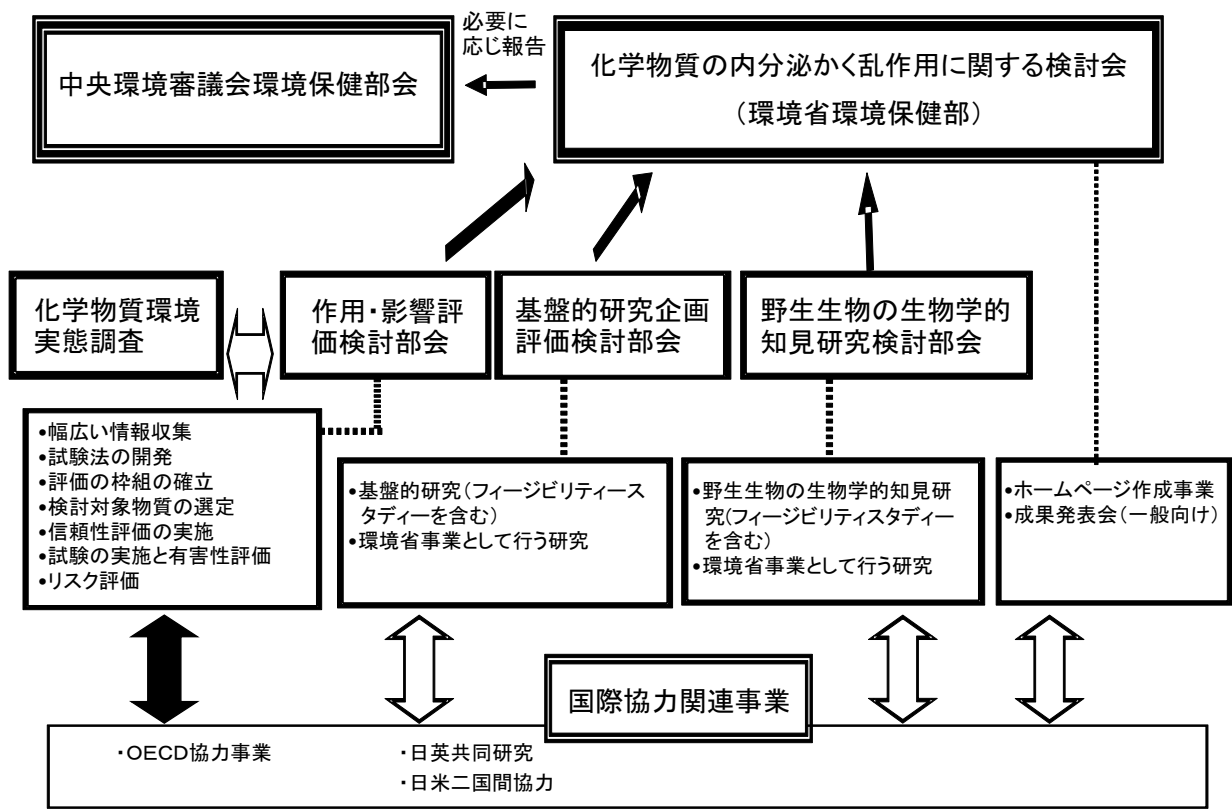 必要に
応じ報告
中央環境審議会環境保健部会
化学物質の内分泌かく乱作用に関する検討会
(環境省環境保健部)
化学物質環境
実態調査
作用・影響評
価検討部会
基盤的研究企画
評価検討部会
野生生物の生物学的
知見研究検討部会
•幅広い情報収集
•試験法の開発
•評価の枠組の確立
•検討対象物質の選定
•信頼性評価の実施
•試験の実施と有害性評価
•リスク評価
•基盤的研究(フィージビリティース
タディーを含む)
•環境省事業として行う研究
•野生生物の生物学的知見研
究(フィージビリティスタディー
を含む)
•環境省事業として行う研究
•ホームページ作成事業
•成果発表会(一般向け)
国際協力関連事業
・OECD協力事業
・日英共同研究
・日米二国間協力